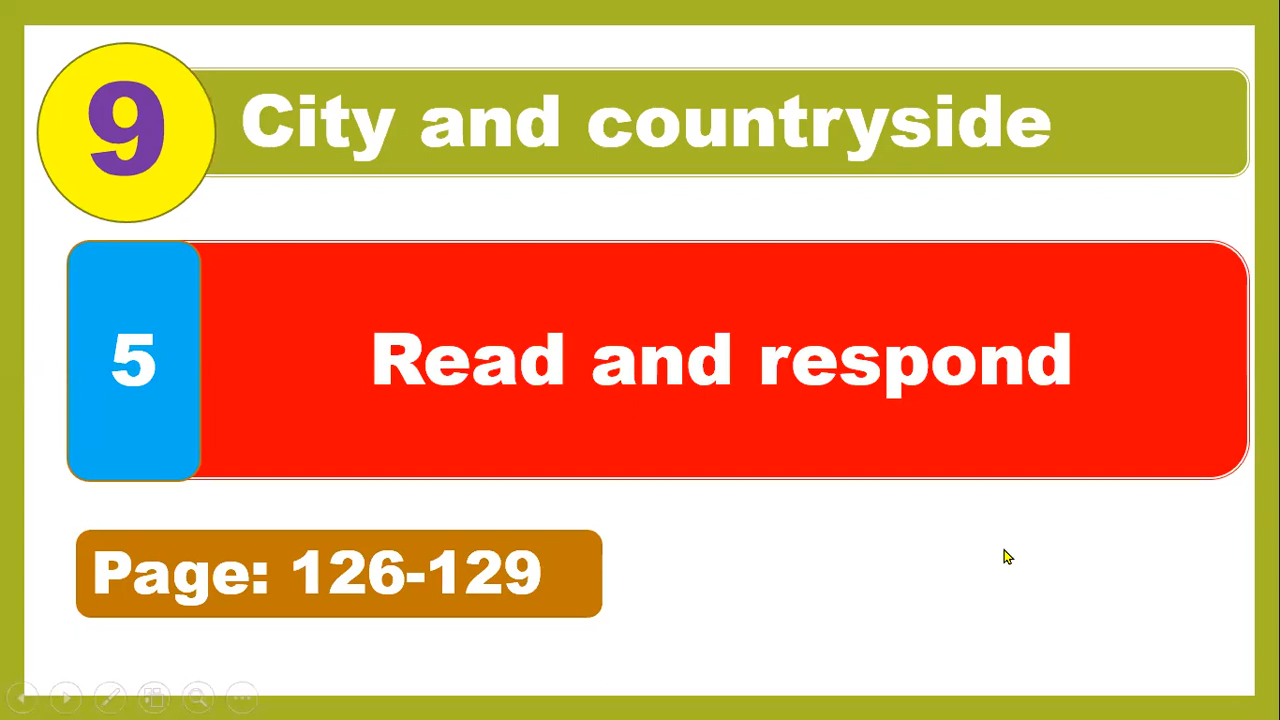 9
City and countryside
5
Read and respond
Page: 126-129